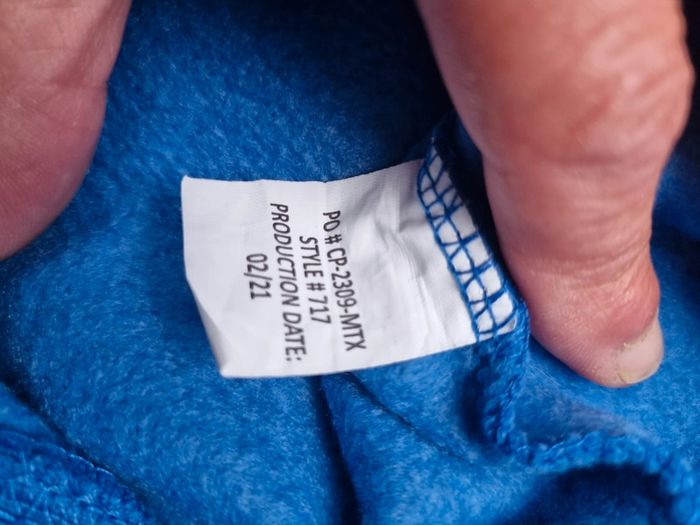 PO # CP-2309-MTX
STYLE # 717
PRODUCTION DATE:
02/21